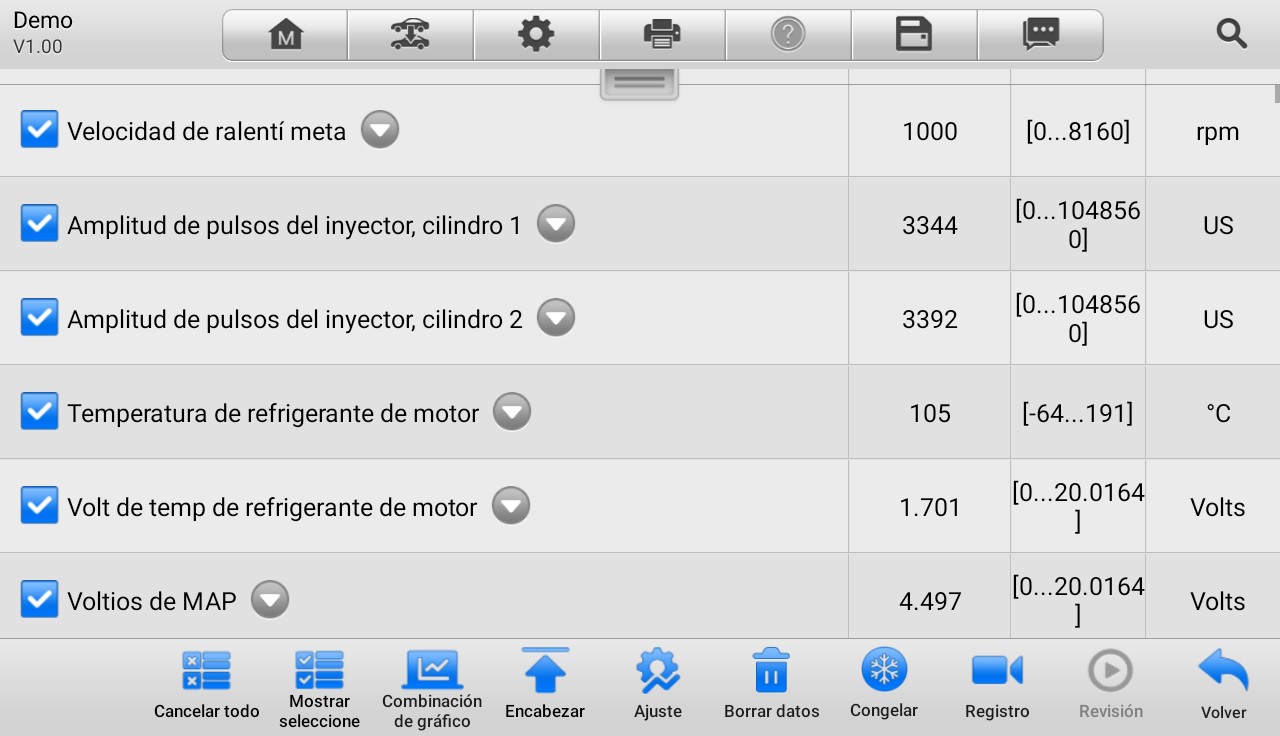 Demo
V1.00
M
?
Velocidad de ralentí meta 1000 [0...8160] rpm
Amplitud de pulsos del inyector, cilindro 1 3344 [0...104856
0] US
Amplitud de pulsos del inyector, cilindro 2 3392 [0...104856
0] US
Temperatura de refrigerante de motor 105 [-64...191] °C
Volt de temp de refrigerante de motor 1.701 [0...20.0164
] Volts
Voltios de MAP 4.497 [0...20.0164
] Volts
Cancelar todo
Mostrar
seleccione
Combinación
de gráfico
Encabezar
Ajuste
Borrar datos
Congelar
Registro
Revisión
Volver